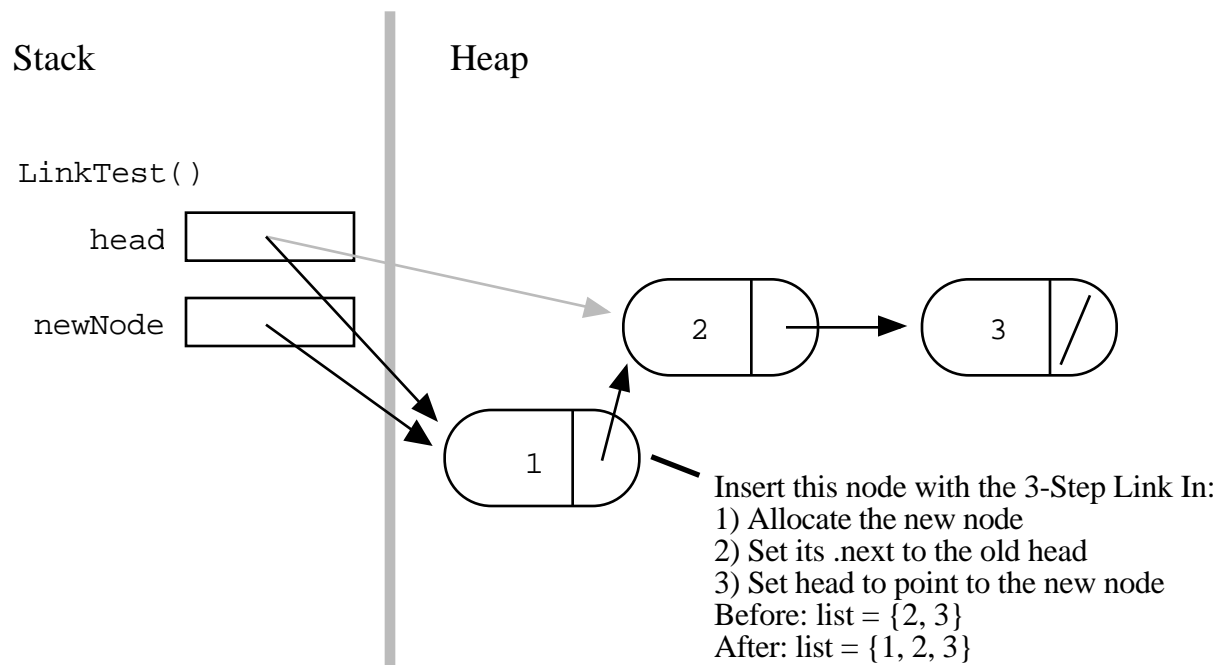 Stack
Heap
LinkTest()
head
newNode
2
3
1
Insert this node with the 3-Step Link In:
1) Allocate the new node
2) Set its .next to the old head
3) Set head to point to the new node
Before: list = {2, 3}
After: list = {1, 2, 3}